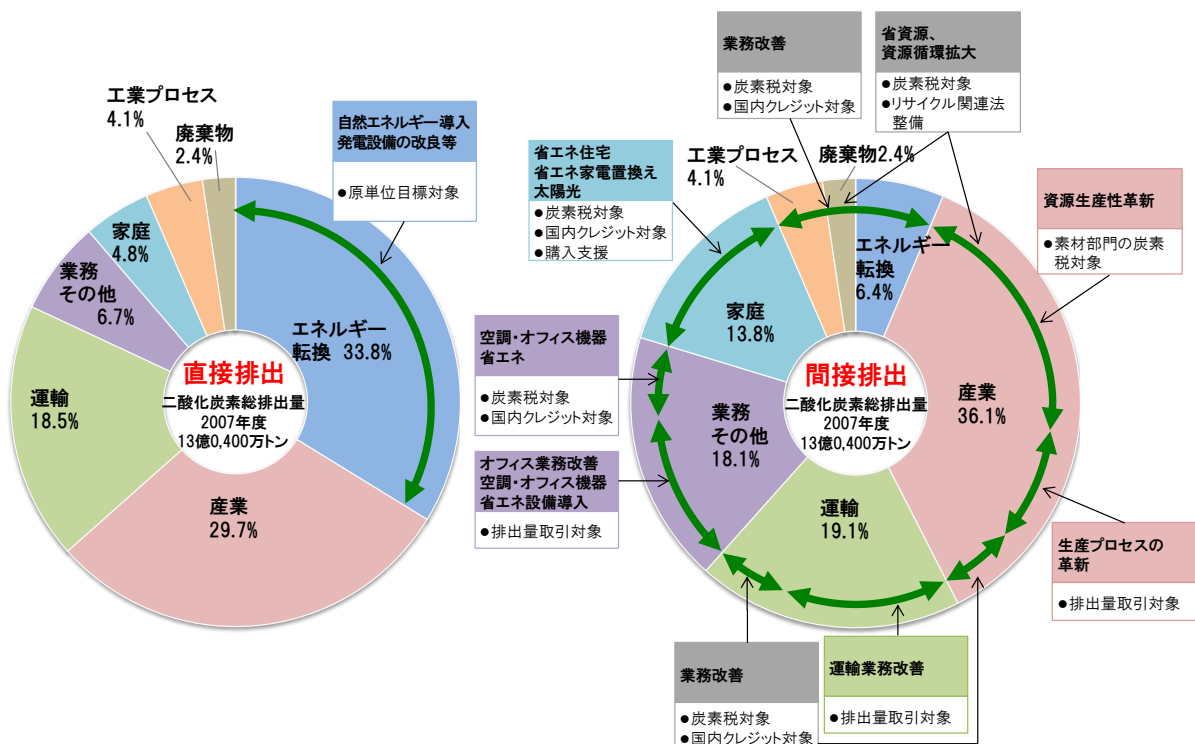 工業プロセス
4.1%
廃棄物
2.4%
家庭
4.8%
業務
その他
6.7%
運輸
18.5%
産業
29.7%
エネルギー
転換 33.8%
直接排出
二酸化炭素総排出量
2007年度
13億0,400万トン
自然エネルギー導入
発電設備の改良等
●原単位目標対象
業務改善
●炭素税対象
●国内クレジット対象
省資源、
資源循環拡大
●炭素税対象
●リサイクル関連法
整備
省エネ住宅
省エネ家電置換え
太陽光
●炭素税対象
●国内クレジット対象
●購入支援
工業プロセス
4.1%
廃棄物2.4%
エネルギー
転換
6.4%
資源生産性革新
●素材部門の炭素
税対象
家庭
13.8%
空調・オフィス機器
省エネ
●炭素税対象
●国内クレジット対象
間接排出
二酸化炭素総排出量
2007年度
13億0,400万トン
産業
36.1%
業務
その他
18.1%
オフィス業務改善
空調・オフィス機器
省エネ設備導入
●排出量取引対象
運輸
19.1%
生産プロセスの
革新
●排出量取引対象
業務改善
●炭素税対象
●国内クレジット対象
運輸業務改善
●排出量取引対象